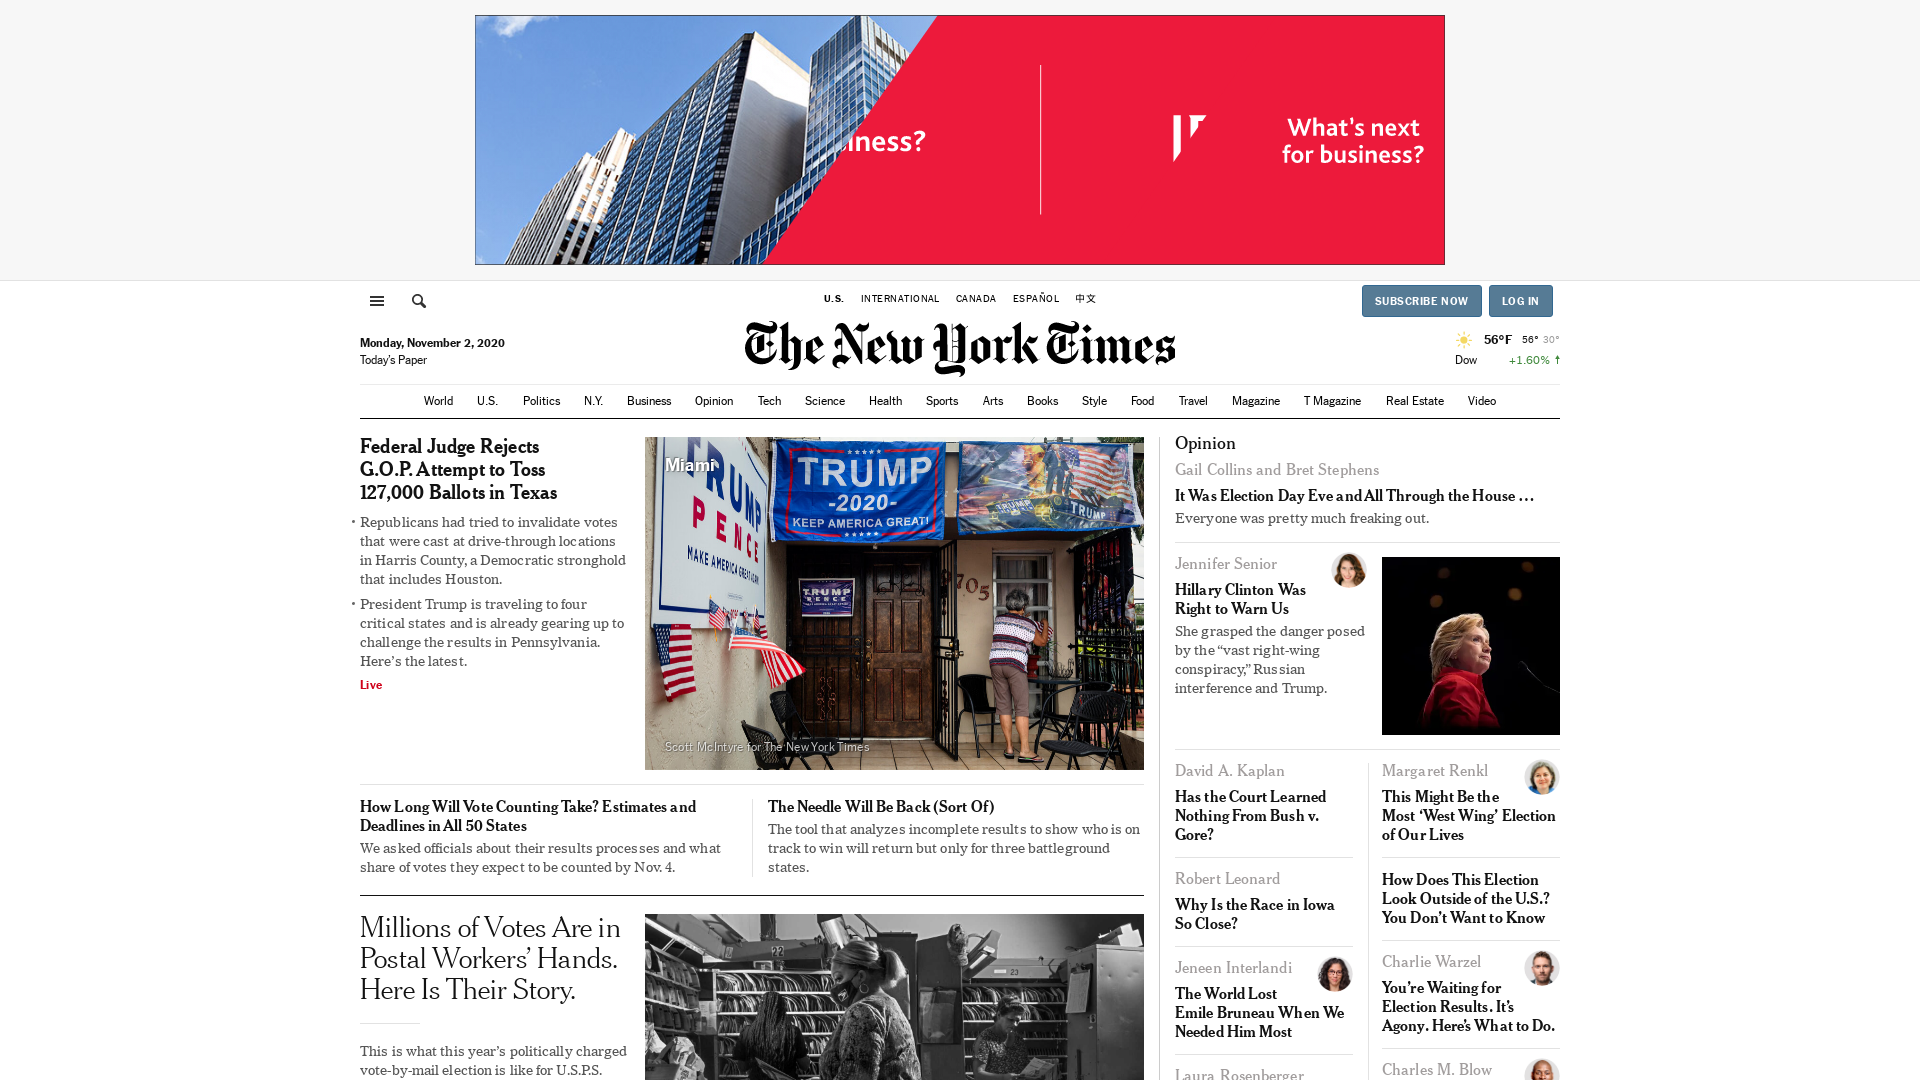 iness?
What's next
for business?
U.S. INTERNATIONAL CANADA ESPAÑOL 中文
SUBSCRIBE NOW LOG IN
Monday, November 2, 2020
Today's Paper
The New York Times
56°F 56° 30°
Dow +1.60% ↑
World U.S. Politics N.Y. Business Opinion Tech Science Health Sports Arts Books Style Food Travel Magazine T Magazine Real Estate Video
Federal Judge Rejects
G.O.P. Attempt to Toss
127,000 Ballots in Texas
• Republicans had tried to invalidate votes
that were cast at drive-through locations
in Harris County, a Democratic stronghold
that includes Houston.
• President Trump is traveling to four
critical states and is already gearing up to
challenge the results in Pennsylvania.
Here's the latest.
Live
Miami
TRUMP
PENCE
MAKE AMERICA GREAT AGAIN
TRUMP
-2020-
KEEP AMERICA GREAT!
TRUMP
TRUMP
PENCE
9705
Scott McIntyre for The New York Times
How Long Will Vote Counting Take? Estimates and
Deadlines in All 50 States
We asked officials about their results processes and what
share of votes they expect to be counted by Nov. 4.
The Needle Will Be Back (Sort Of)
The tool that analyzes incomplete results to show who is on
track to win will return but only for three battleground
states.
Millions of Votes Are in
Postal Workers' Hands.
Here Is Their Story.
This is what this year's politically charged
vote-by-mail election is like for U.S.P.S.
22
23
Opinion
Gail Collins and Bret Stephens
It Was Election Day Eve and All Through the House …
Everyone was pretty much freaking out.
Jennifer Senior
Hillary Clinton Was
Right to Warn Us
She grasped the danger posed
by the “vast right-wing
conspiracy,” Russian
interference and Trump.
David A. Kaplan
Has the Court Learned
Nothing From Bush v.
Gore?
Robert Leonard
Why Is the Race in Iowa
So Close?
Jeneen Interlandi
The World Lost
Emile Bruneau When We
Needed Him Most
Laura Rosenberger
Margaret Renkl
This Might Be the
Most ‘West Wing’ Election
of Our Lives
How Does This Election
Look Outside of the U.S.?
You Don't Want to Know
Charlie Warzel
You're Waiting for
Election Results. It's
Agony. Here's What to Do.
Charles M. Blow